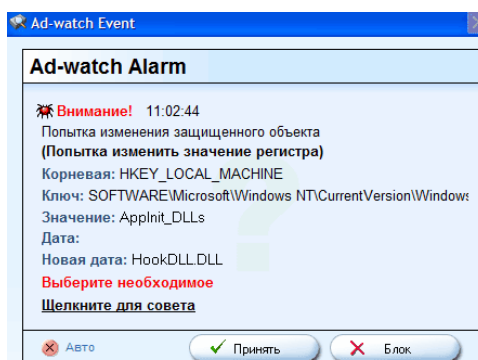 Ad-watch Event
Ad-watch Alarm
Внимание! 11:02:44
Попытка изменения защищенного объекта
(Попытка изменить значение регистра)
Корневая: HKEY_LOCAL_MACHINE
Ключ: SOFTWARE\Microsoft\Windows NT\CurrentVersion\Windows
Значение: AppInit_DLLs
Дата:
Новая дата: HookDLL.DLL
Выберите необходимое
Щелкните для совета
Авто Принять Блок